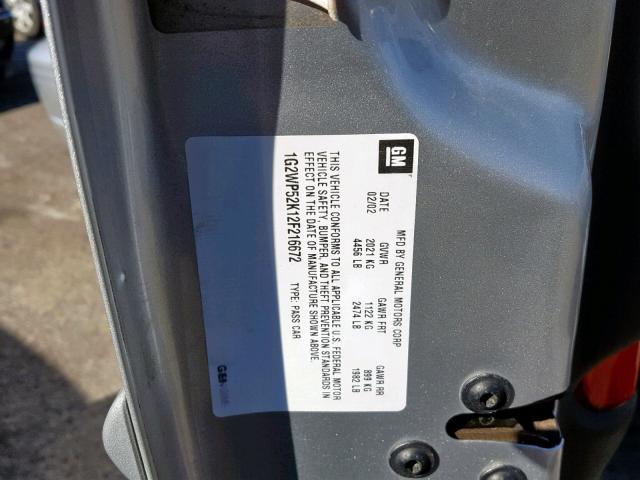 GM
MFD BY GENERAL MOTORS CORP
DATE GVWR GAWR FRT GAWR RR
02/02 2021 KG 1122 KG 899 KG
4456 LB 2474 LB 1982 LB
THIS VEHICLE CONFORMS TO ALL APPLICABLE U.S. FEDERAL MOTOR
VEHICLE SAFETY, BUMPER, AND THEFT PREVENTION STANDARDS IN
EFFECT ON THE DATE OF MANUFACTURE SHOWN ABOVE.
1G2WP52K12F216672 TYPE: PASS CAR